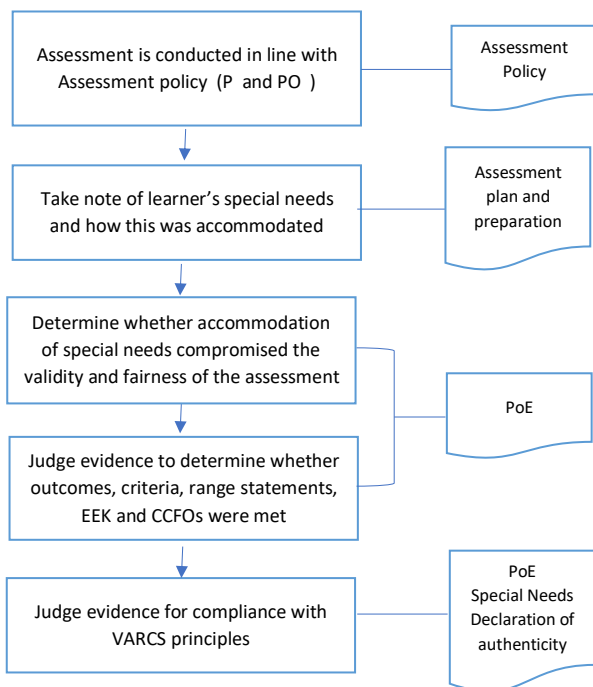 Assessment is conducted in line with
Assessment policy (P and PO )
Assessment
Policy
Take note of learner's special needs
and how this was accommodated
Assessment
plan and
preparation
Determine whether accommodation
of special needs compromised the
validity and fairness of the assessment
PoE
Judge evidence to determine whether
outcomes, criteria, range statements,
EEK and CCFOs were met
Judge evidence for compliance with
VARCS principles
PoE
Special Needs
Declaration of
authenticity